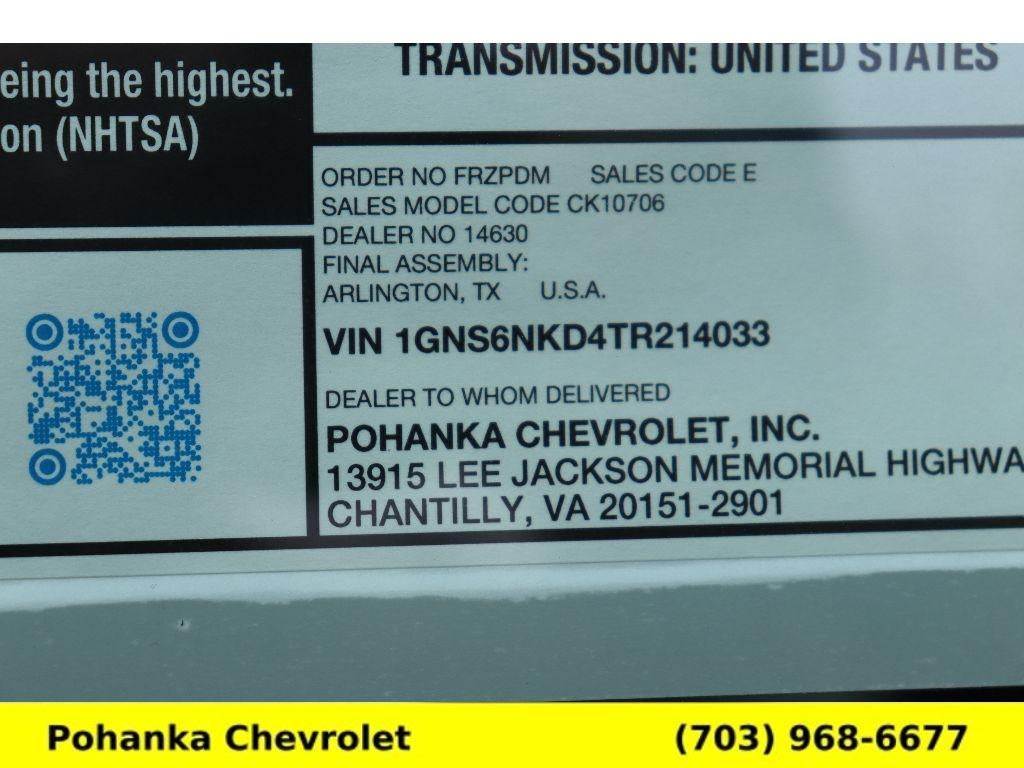 TRANSMISSION: UNITED STATES
eing the highest.
on (NHTSA)
ORDER NO FRZPDM SALES CODE E
SALES MODEL CODE CK10706
DEALER NO 14630
FINAL ASSEMBLY:
ARLINGTON, TX U.S.A.
VIN 1GNS6NKD4TR214033
DEALER TO WHOM DELIVERED
POHANKA CHEVROLET, INC.
13915 LEE JACKSON MEMORIAL HIGHWA
CHANTILLY, VA 20151-2901
Pohanka Chevrolet (703) 968-6677